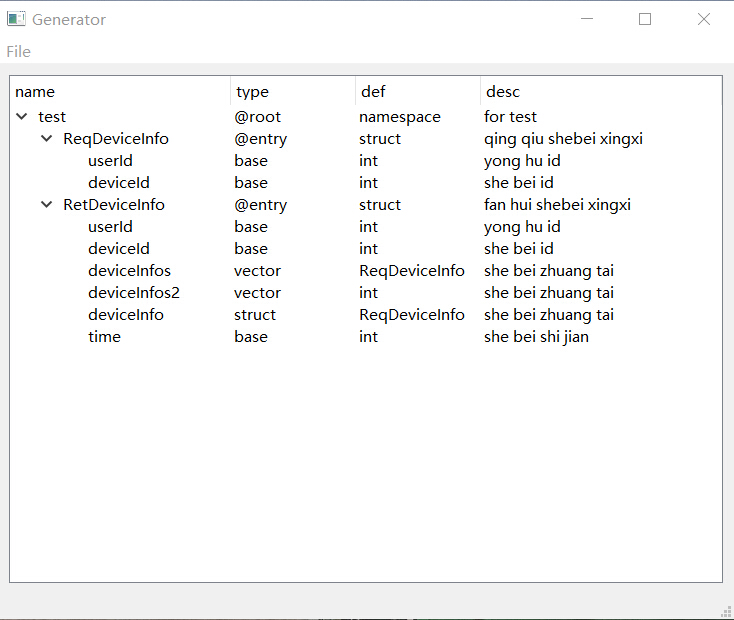 Generator
File
name type def desc
test @root namespace for test
ReqDeviceInfo @entry struct qing qiu shebei xingxi
userId base int yong hu id
deviceId base int she bei id
RetDeviceInfo @entry struct fan hui shebei xingxi
userId base int yong hu id
deviceId base int she bei id
deviceInfos vector ReqDeviceInfo she bei zhuang tai
deviceInfos2 vector int she bei zhuang tai
deviceInfo struct ReqDeviceInfo she bei zhuang tai
time base int she bei shi jian